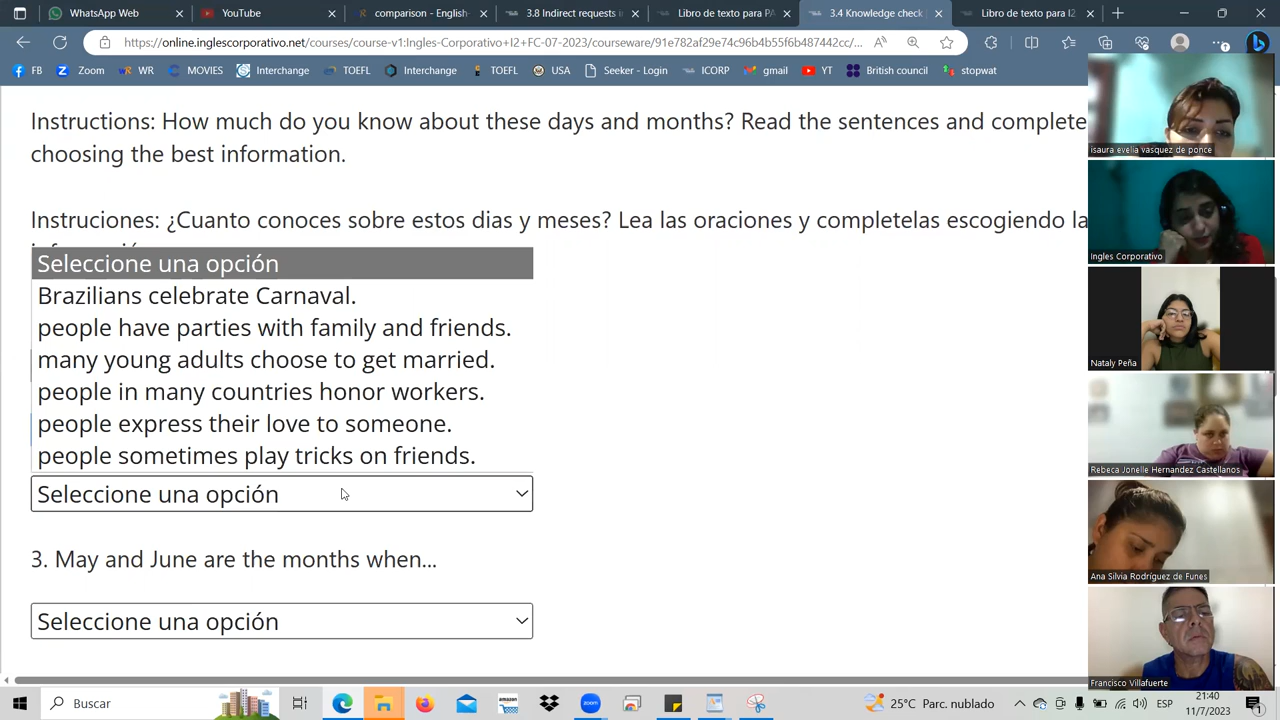 WhatsApp Web
YouTube
comparison - English-
3.8 Indirect requests i
Libro de texto para PA
3.4 Knowledge check
Libro de texto para I2
https://online.inglescorporativo.net/courses/course-v1:Ingles-Corporativo+I2+FC-07-2023/courseware/91e782af29e74c96b4b55f6b487442cc/...
FB
Zoom
WR
MOVIES
Interchange
TOEFL
Interchange
TOEFL
USA
Seeker - Login
ICORP
gmail
YT
British council
stopwat
Instructions: How much do you know about these days and months? Read the sentences and complete
choosing the best information.
Instruciones: ¿Cuanto conoces sobre estos dias y meses? Lea las oraciones y completelas escogiendo la
Seleccione una opción
Brazilians celebrate Carnaval.
people have parties with family and friends.
many young adults choose to get married.
people in many countries honor workers.
people express their love to someone.
people sometimes play tricks on friends.
Seleccione una opción
3. May and June are the months when...
Seleccione una opción
isaura evelia vasquez de ponce
Ingles Corporativo
Nataly Peña
Rebeca Jonelle Hernandez Castellanos
Ana Silvia Rodríguez de Funes
Francisco Villafuerte
Buscar
25°C Parc. nublado
ESP
21:40
11/7/2023